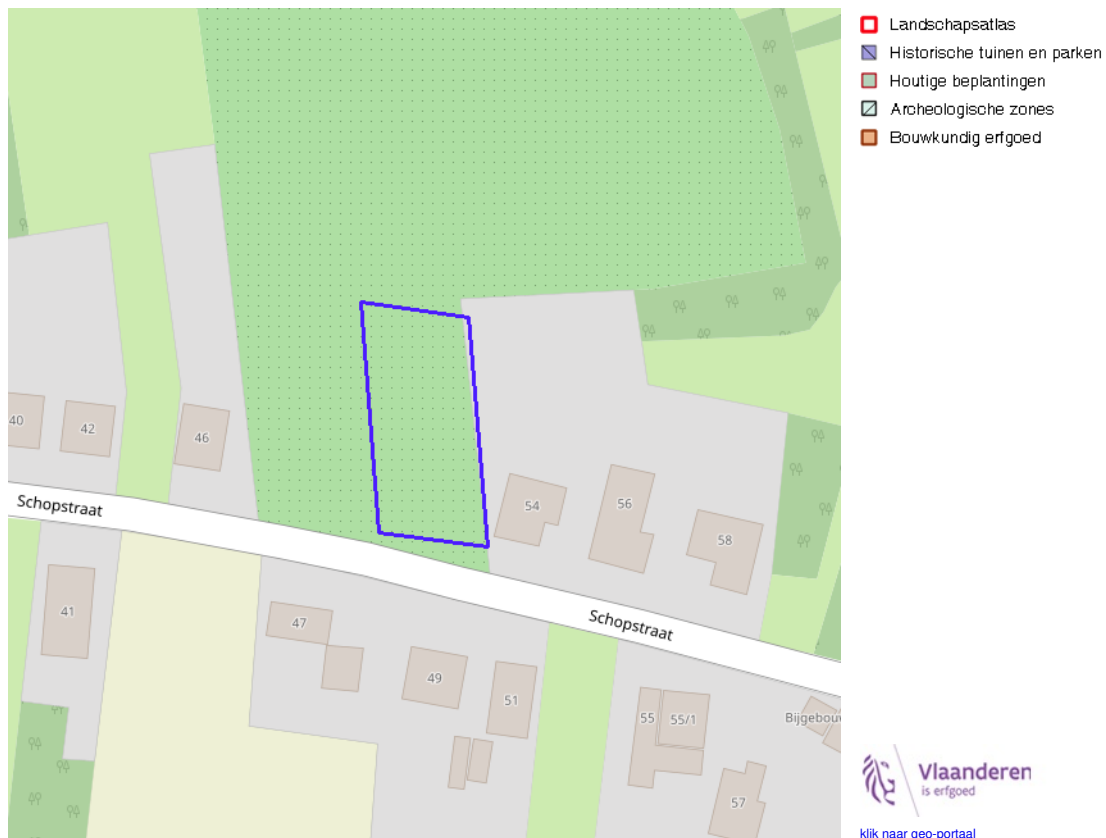 Landschapsatlas
Historische tuinen en parken
Houtige beplantingen
Archeologische zones
Bouwkundig erfgoed
40
42
46
Schopstraat
54
56
58
41
47
49
51
Schopstraat
55
55/1
Bijgebouw
57
Vlaanderen
is erfgoed
klik naar geo-portaal